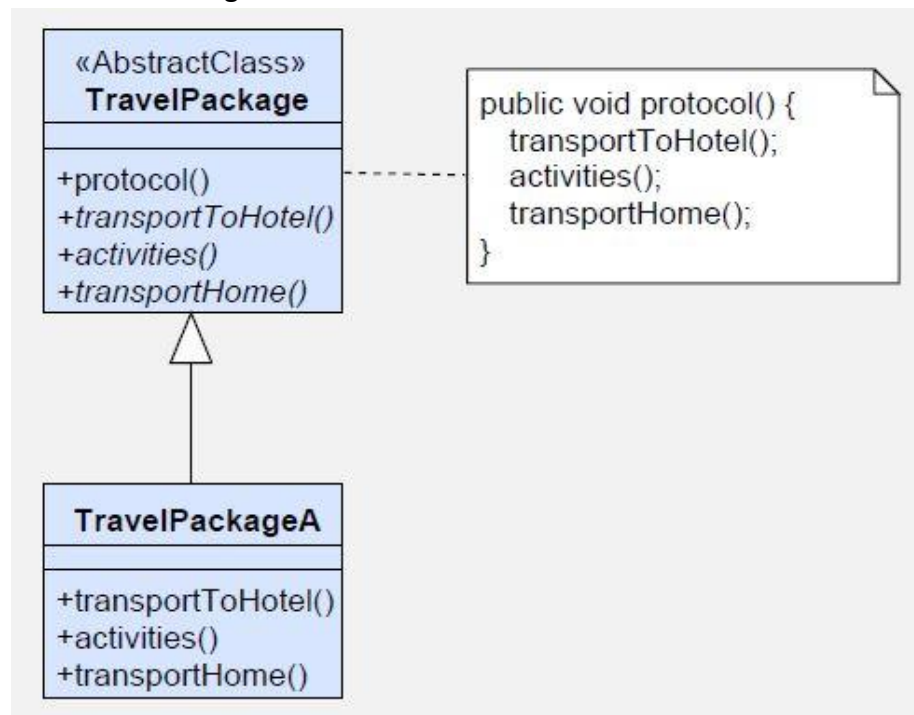 «AbstractClass»
TravelPackage
+protocol()
+transportToHotel()
+activities()
+transportHome()
public void protocol() {
transportToHotel();
activities();
transportHome();
}
TravelPackageA
+transportToHotel()
+activities()
+transportHome()